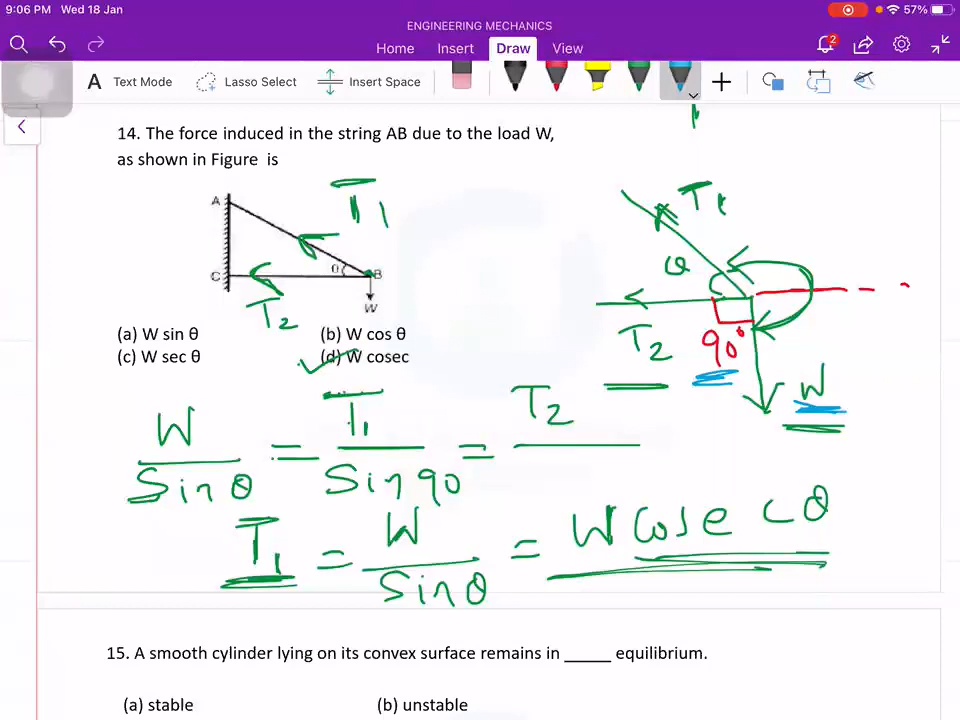 9:06 PM Wed 18 Jan
57%
ENGINEERING MECHANICS
Home Insert Draw View
2
A Text Mode Lasso Select Insert Space
14. The force induced in the string AB due to the load W,
as shown in Figure is
A
T1
C
θ
B
W
T2
T1
θ
T2
90°
W
(a) W sin θ
(b) W cos θ
(c) W sec θ
(d) W cosec
W / Sin θ = T1 / Sin 90 = T2
T1 = W / Sin θ = W Cosec θ
15. A smooth cylinder lying on its convex surface remains in _____ equilibrium.
(a) stable
(b) unstable